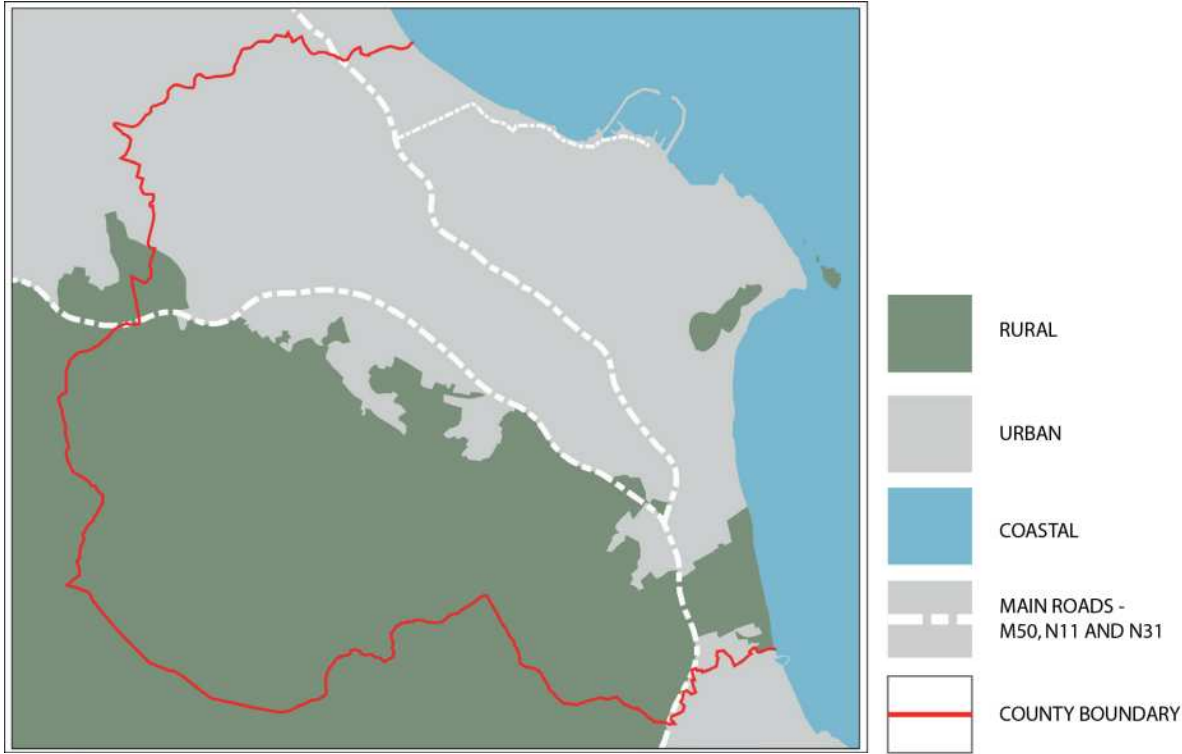 RURAL
URBAN
COASTAL
MAIN ROADS -
M50, N11 AND N31
COUNTY BOUNDARY